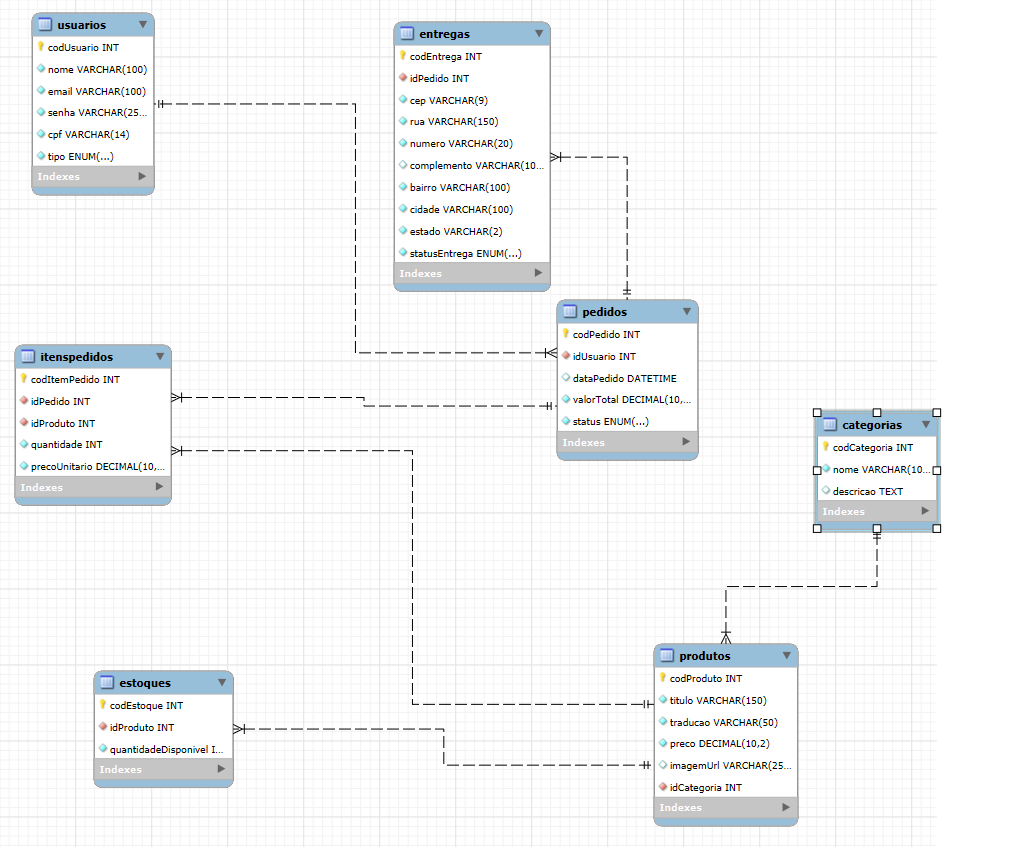 usuarios
codUsuario INT
nome VARCHAR(100)
email VARCHAR(100)
senha VARCHAR(25...
cpf VARCHAR(14)
tipo ENUM(...)
Indexes
entregas
codEntrega INT
idPedido INT
cep VARCHAR(9)
rua VARCHAR(150)
numero VARCHAR(20)
complemento VARCHAR(10...
bairro VARCHAR(100)
cidade VARCHAR(100)
estado VARCHAR(2)
statusEntrega ENUM(...)
Indexes
pedidos
codPedido INT
idUsuario INT
dataPedido DATETIME
valorTotal DECIMAL(10,...
status ENUM(...)
Indexes
itenspedidos
codItemPedido INT
idPedido INT
idProduto INT
quantidade INT
precoUnitario DECIMAL(10,...
Indexes
categorias
codCategoria INT
nome VARCHAR(10...
descricao TEXT
Indexes
estoques
codEstoque INT
idProduto INT
quantidadeDisponivel I...
Indexes
produtos
codProduto INT
titulo VARCHAR(150)
traducao VARCHAR(50)
preco DECIMAL(10,2)
imagemUrl VARCHAR(25...
idCategoria INT
Indexes